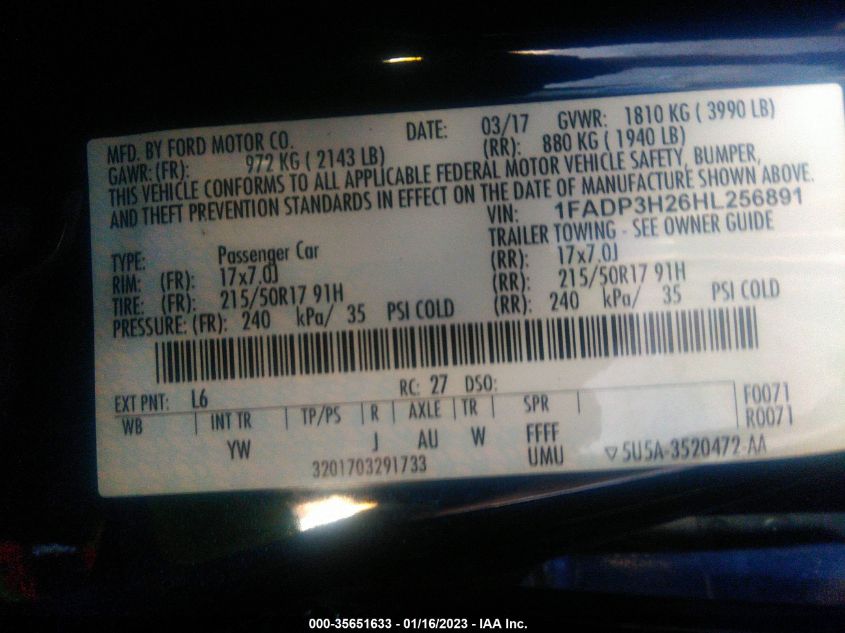 MFD. BY FORD MOTOR CO. DATE: 03/17 GVWR: 1810 KG ( 3990 LB)
GAWR: (FR): 972 KG ( 2143 LB) (RR): 880 KG ( 1940 LB)
THIS VEHICLE CONFORMS TO ALL APPLICABLE FEDERAL MOTOR VEHICLE SAFETY, BUMPER,
AND THEFT PREVENTION STANDARDS IN EFFECT ON THE DATE OF MANUFACTURE SHOWN ABOVE.
VIN: 1FADP3H26HL256891
TRAILER TOWING - SEE OWNER GUIDE
TYPE: Passenger Car
RIM: (FR): 17x7.0J (RR): 17x7.0J
TIRE: (FR): 215/50R17 91H (RR): 215/50R17 91H
PRESSURE: (FR): 240 kPa/ 35 PSI COLD (RR): 240 kPa/ 35 PSI COLD
EXT PNT: L6 RC: 27 DSO:
WB INT TR TP/PS R AXLE TR SPR F0071
YW J AU W FFFF R0071
3201703291733 UMU ▽5U5A-3520472-AA
000-35651633 - 01/16/2023 - IAA Inc.